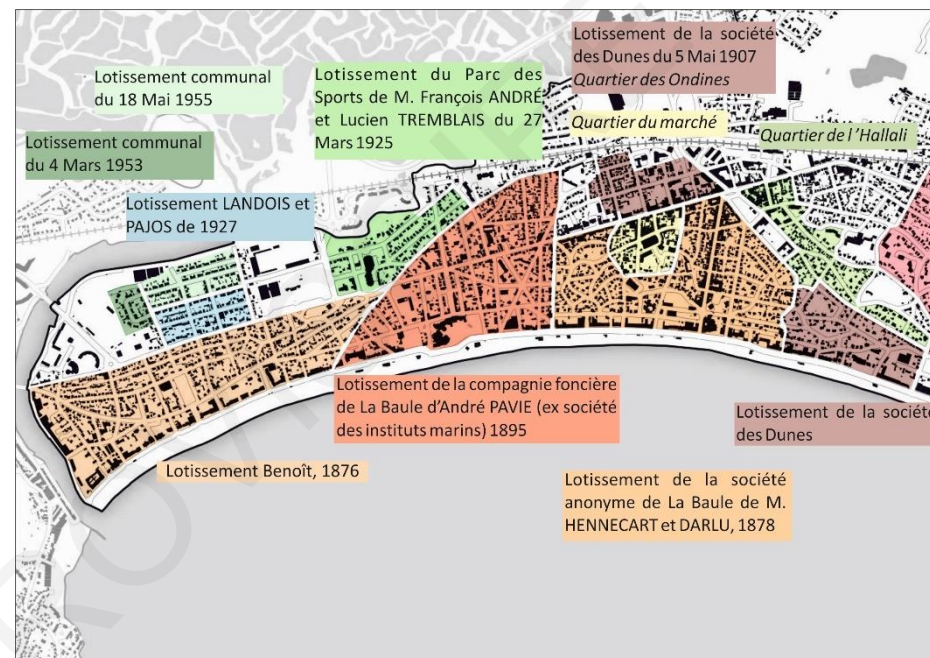 Lotissement de la société
des Dunes du 5 Mai 1907
Quartier des Ondines
Lotissement communal
du 18 Mai 1955
Lotissement du Parc des
Sports de M. François ANDRÉ
et Lucien TREMBLAIS du 27
Mars 1925
Quartier du marché
Quartier de l'Hallali
Lotissement communal
du 4 Mars 1953
Lotissement LANDOIS et
PAJOS de 1927
Lotissement de la compagnie foncière
de La Baule d'André PAVIE (ex société
des instituts marins) 1895
Lotissement de la société
des Dunes
Lotissement Benoît, 1876
Lotissement de la société
anonyme de La Baule de M.
HENNECART et DARLU, 1878